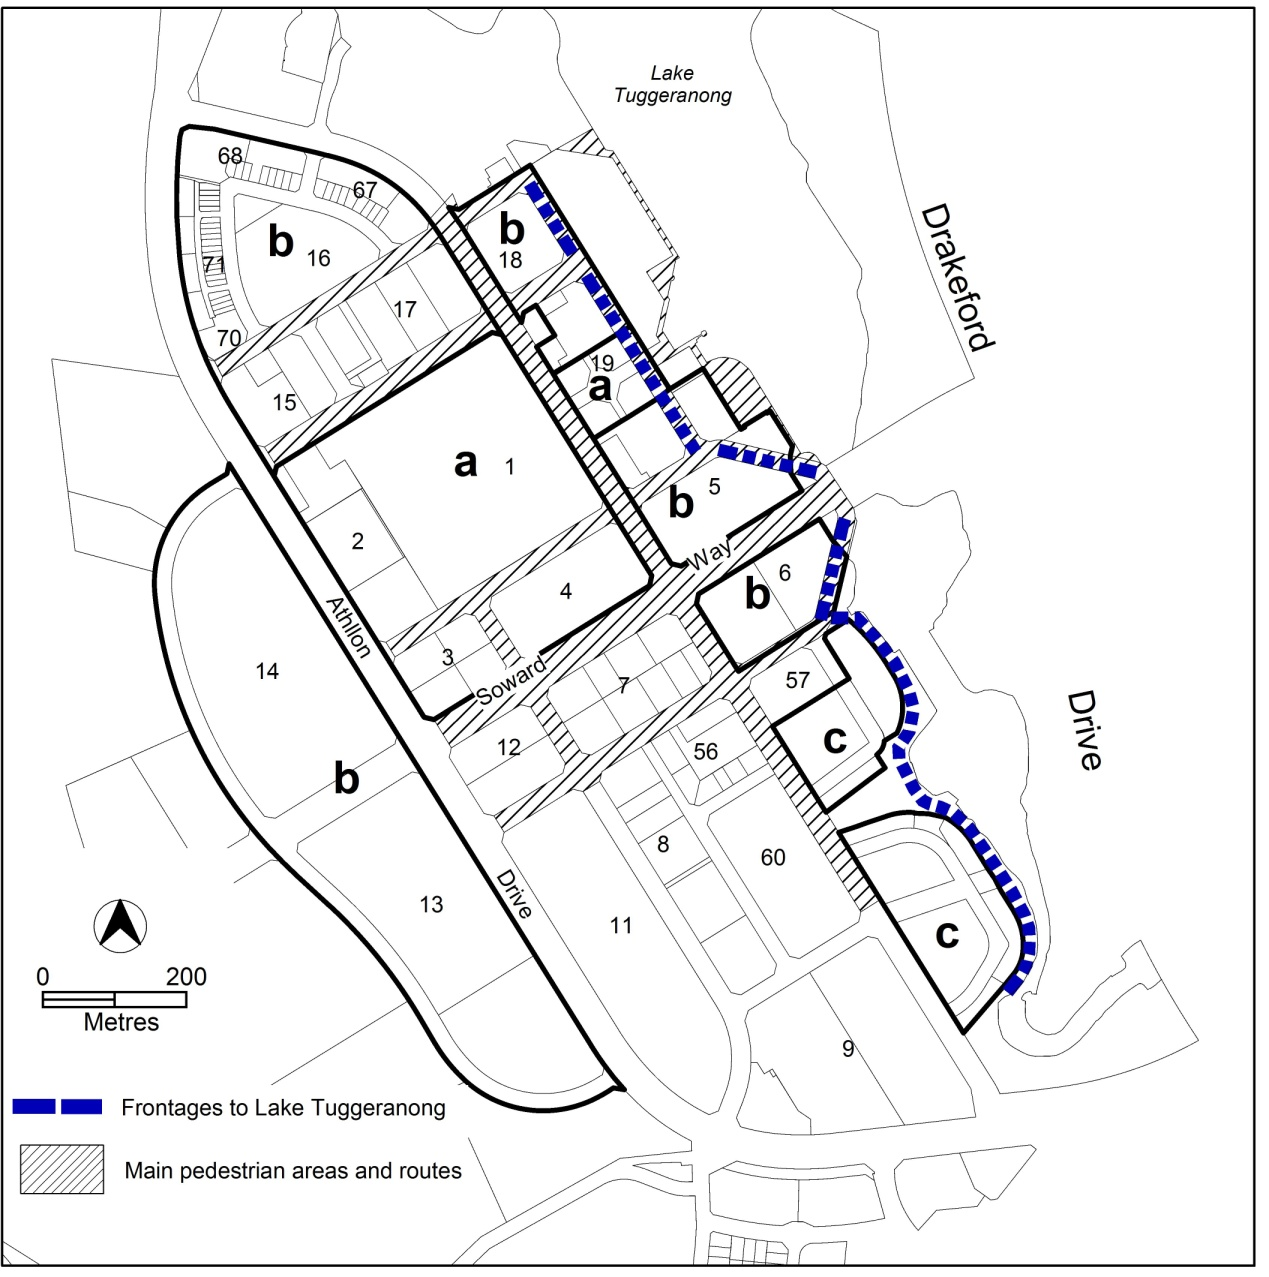 Lake
Tuggeranong
68
67
b
16
71
70
17
b
18
Drakeford
15
19
a
a
1
5
b
2
Way
6
b
4
Athllon
3
Soward
7
57
14
12
56
c
Drive
b
8
60
13
Drive
11
c
9
0
200
Metres
Frontages to Lake Tuggeranong
Main pedestrian areas and routes